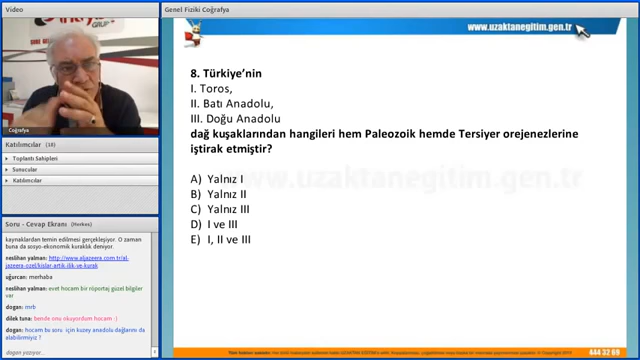 Video
Genel Fiziki Coğrafya
www.uzaktanegitim.gen.tr
GRUP
Coğrafya
Katılımcılar (18)
Toplantı Sahipleri
Sunucular
Katılımcılar
8. Türkiye’nin
I. Toros,
II. Batı Anadolu,
III. Doğu Anadolu
dağ kuşaklarından hangileri hem Paleozoik hemde Tersiyer orejenezlerine
iştirak etmiştir?
A) Yalnız I
B) Yalnız II
C) Yalnız III
D) I ve III
E) I, II ve III
www.uzaktanegitim.gen.tr
Soru - Cevap Ekranı (Herkes)
kaynaklardan temin edilmesi gerçekleşiyor. O zaman
buna da sosyo-ekonomik kuraklık deniyor.
neslihan yalman: http://www.aljazeera.com.tr/al-
jazeera-ozel/kislar-artik-ilik-ve-kurak
uğurcan: merhaba
neslihan yalman: evet hocam bir röportaj güzel bilgiler
var
dogan: mrb
dilek tuna: bende onu okuyordum hocam :)
dogan: hocam bu soru için kuzey anadolu dağlarını da
alabilirmiyiz ?
dogan yazıyor...
444 32 69